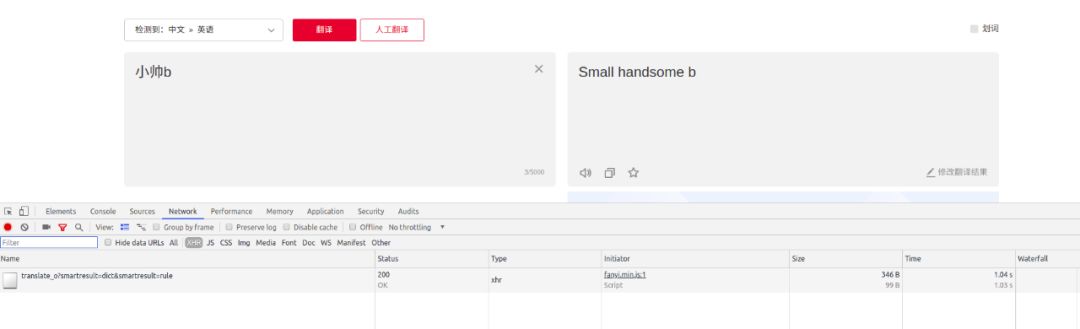 检测到：中文 » 英语 翻译 人工翻译 划词
小帅b
Small handsome b
3/5000
修改翻译结果
Elements Console Sources Network Performance Memory Application Security Audits
View: Group by frame Preserve log Disable cache Offline No throttling
Filter Hide data URLs All XHR JS CSS Img Media Font Doc WS Manifest Other
Name Status Type Initiator Size Time Waterfall
translate_o?smartresult=dict&smartresult=rule 200 xhr fanyi.min.js:1 346 B 1.04 s
OK Script 99 B 1.03 s